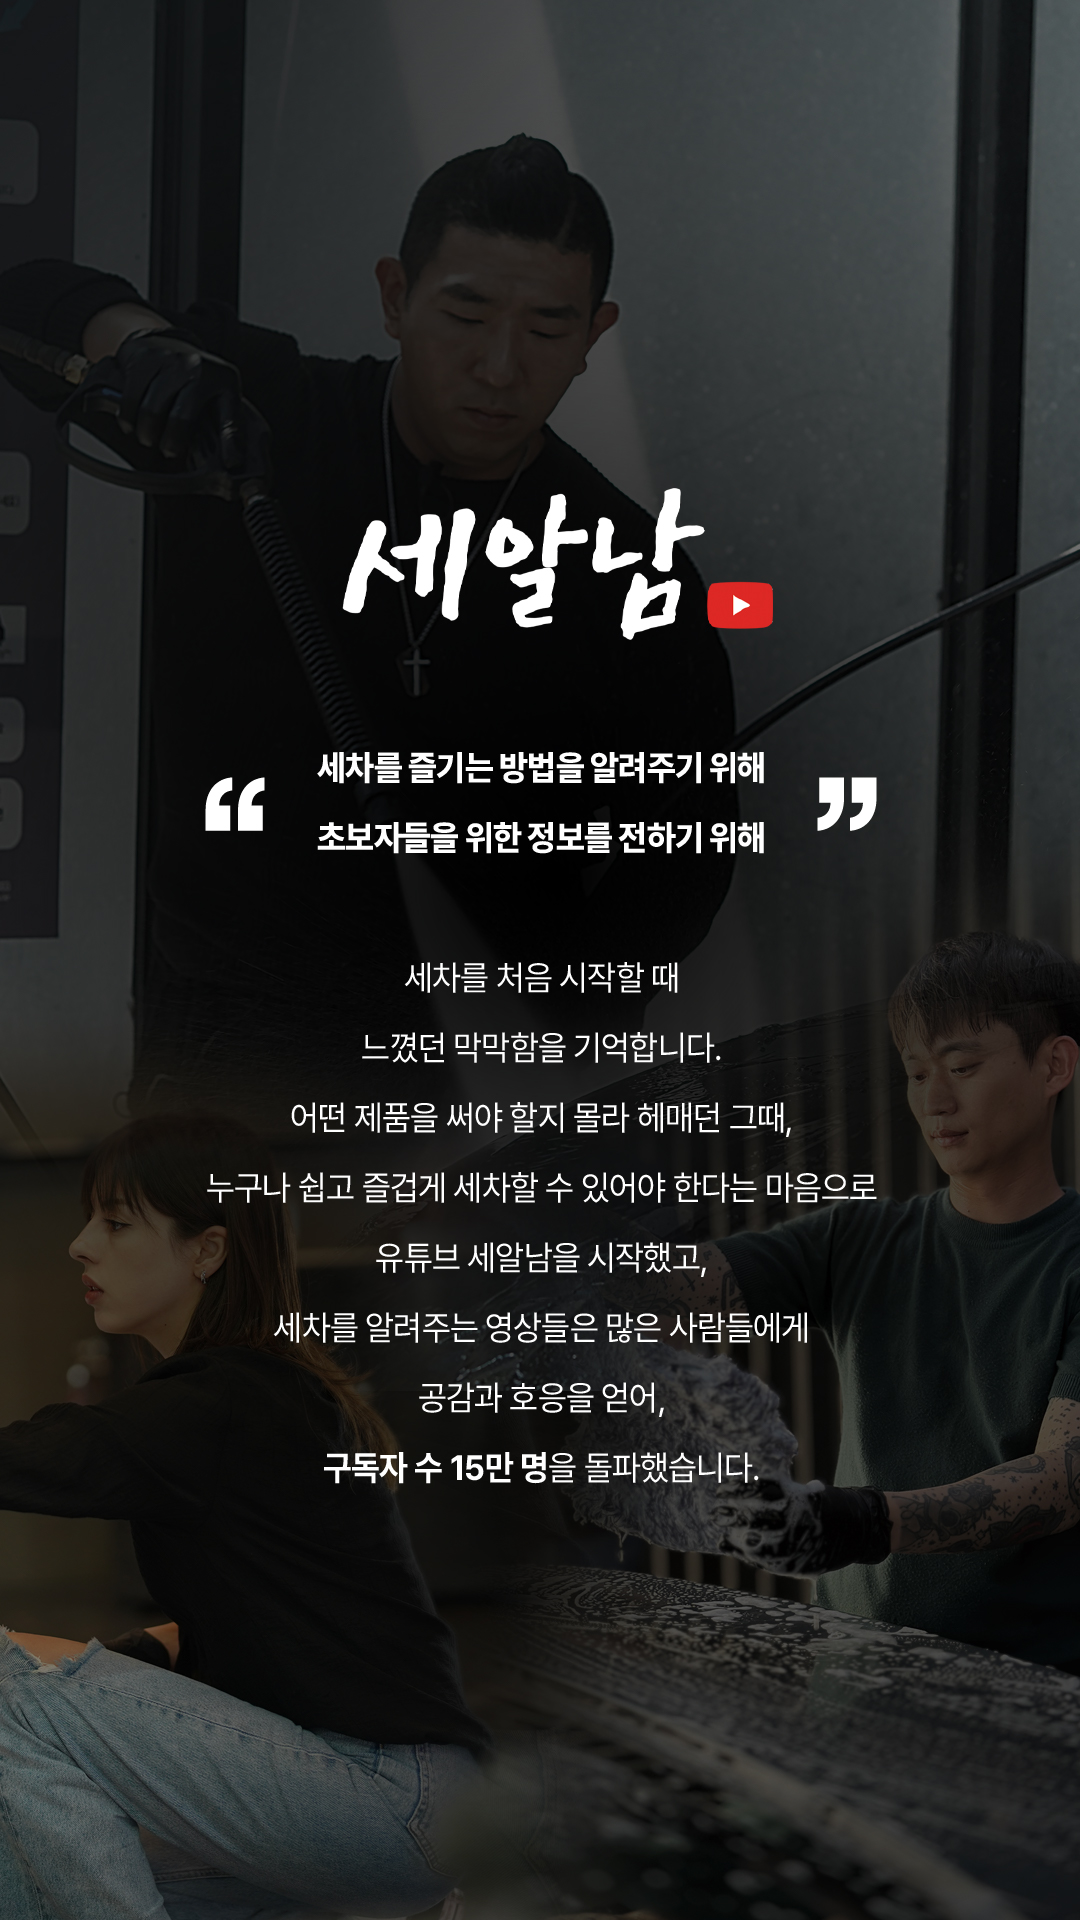 세알남
세차를 즐기는 방법을 알려주기 위해
“ ”
초보자들을 위한 정보를 전하기 위해
세차를 처음 시작할 때
느꼈던 막막함을 기억합니다.
어떤 제품을 써야 할지 몰라 헤매던 그때,
누구나 쉽고 즐겁게 세차할 수 있어야 한다는 마음으로
유튜브 세알남을 시작했고,
세차를 알려주는 영상들은 많은 사람들에게
공감과 호응을 얻어,
구독자 수 15만 명을 돌파했습니다.